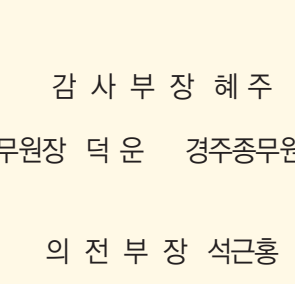 감 사 부 장 혜 주
무원장 덕 운 경주종무원
의 전 부 장 석근홍